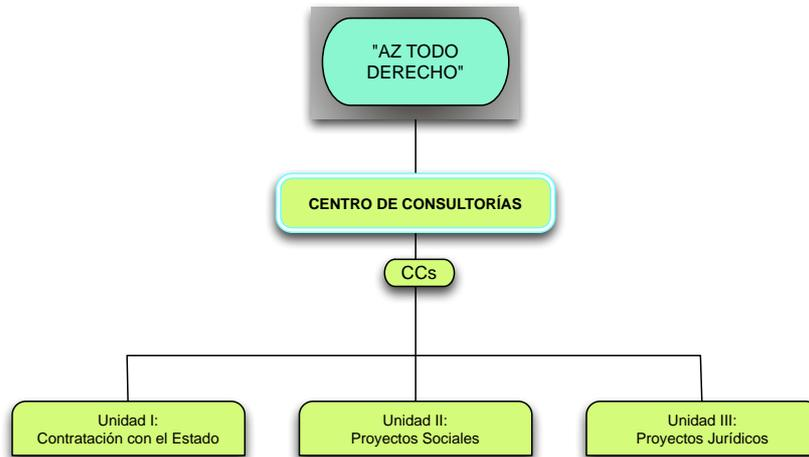 "AZ TODO
DERECHO"
CENTRO DE CONSULTORÍAS
CCs
Unidad I:
Contratación con el Estado
Unidad II:
Proyectos Sociales
Unidad III:
Proyectos Jurídicos